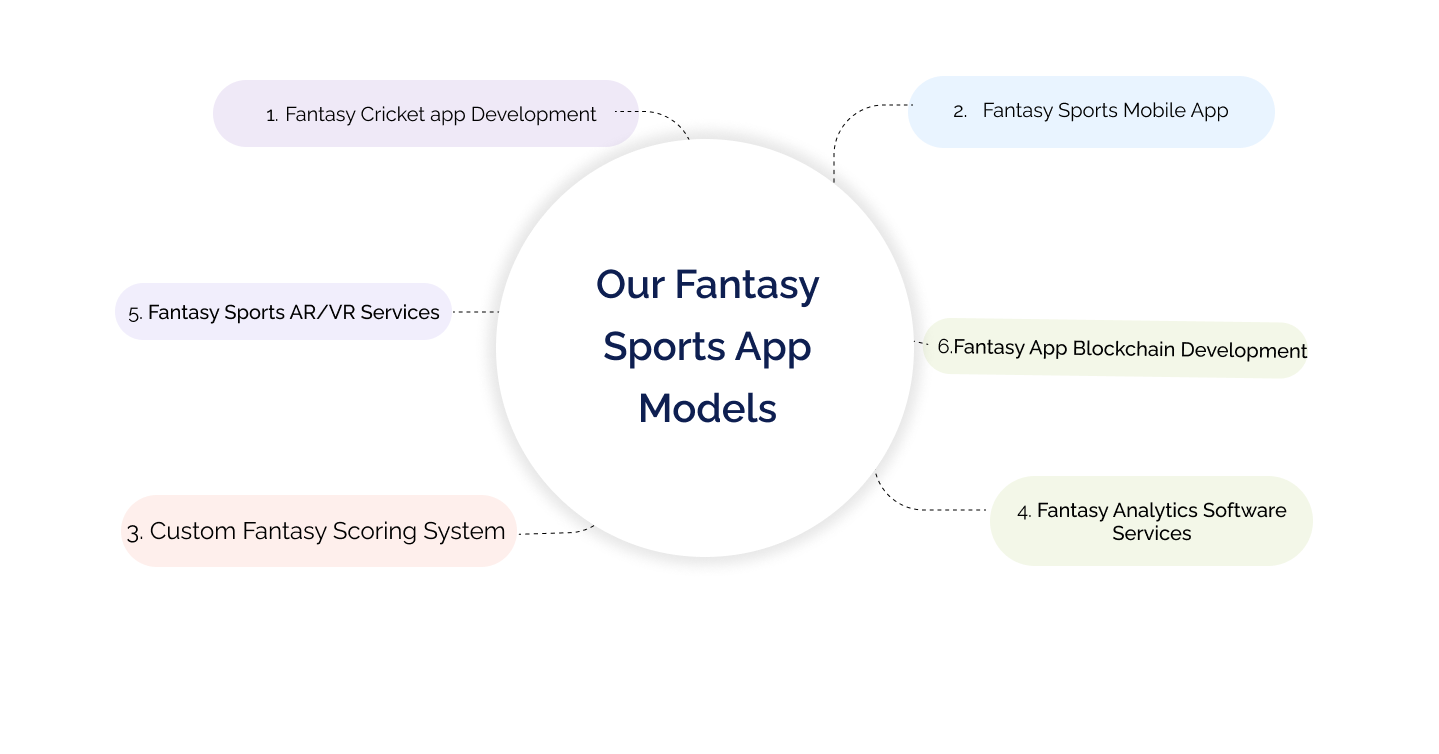 1. Fantasy Cricket app Development
2. Fantasy Sports Mobile App
Our Fantasy
Sports App
Models
5. Fantasy Sports AR/VR Services
6.Fantasy App Blockchain Development
3. Custom Fantasy Scoring System
4. Fantasy Analytics Software
Services